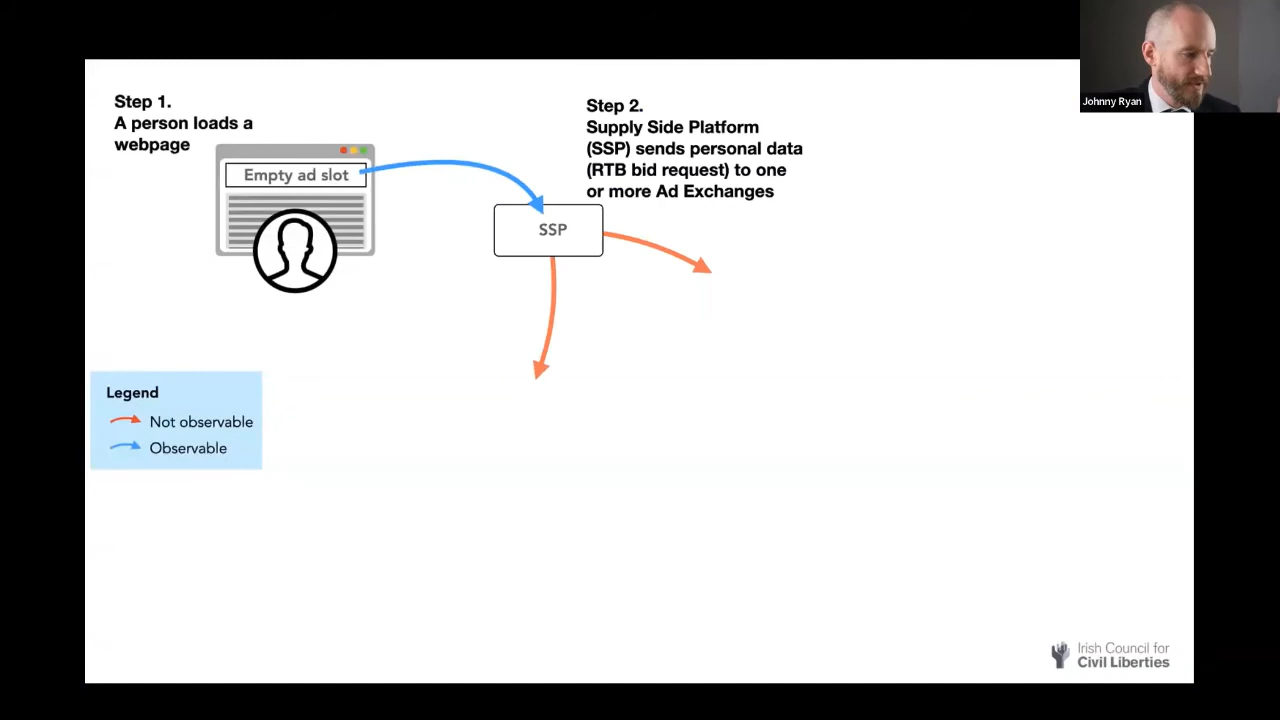 Step 1.
A person loads a
webpage
Empty ad slot
Step 2.
Supply Side Platform
(SSP) sends personal data
(RTB bid request) to one
or more Ad Exchanges
SSP
Legend
Not observable
Observable
Johnny Ryan
Irish Council for
Civil Liberties